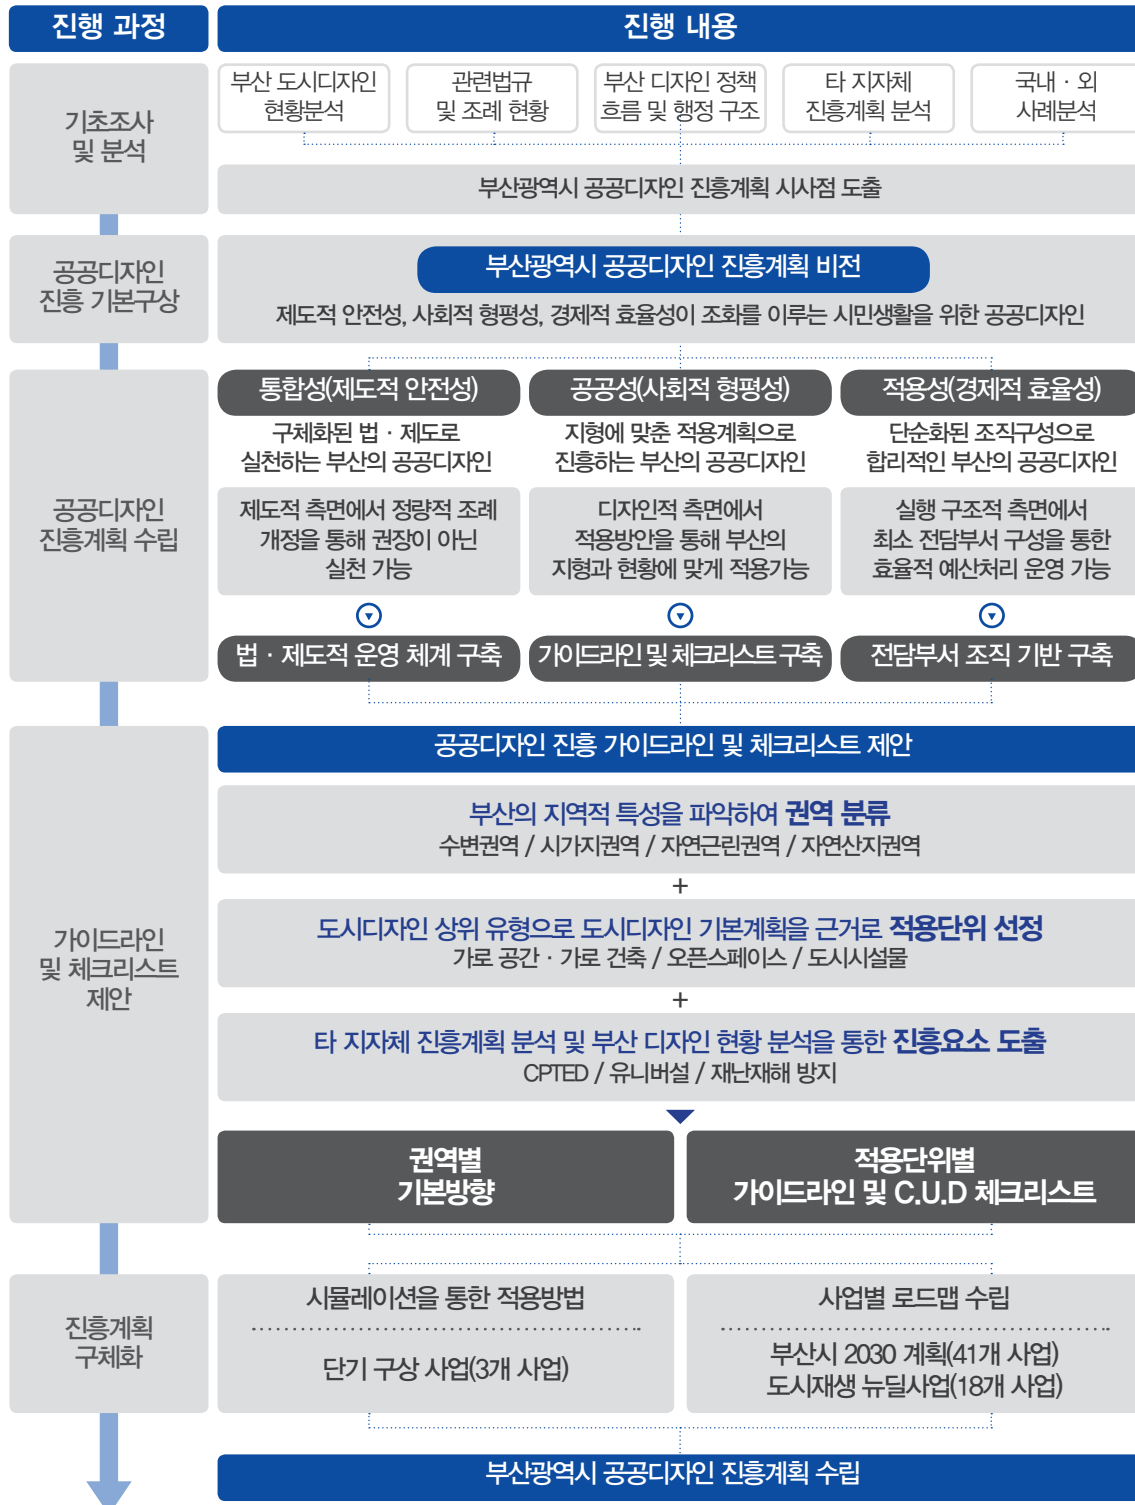 진행 과정
진행 내용
기초조사
및 분석
부산 도시디자인
현황분석
관련법규
및 조례 현황
부산 디자인 정책
흐름 및 행정 구조
타 지자체
진흥계획 분석
국내 · 외
사례분석
부산광역시 공공디자인 진흥계획 시사점 도출
공공디자인
진흥 기본구상
부산광역시 공공디자인 진흥계획 비전
제도적 안전성, 사회적 형평성, 경제적 효율성이 조화를 이루는 시민생활을 위한 공공디자인
공공디자인
진흥계획 수립
통합성(제도적 안전성)
구체화된 법 · 제도로
실천하는 부산의 공공디자인
제도적 측면에서 정량적 조례
개정을 통해 권장이 아닌
실천 가능
법 · 제도적 운영 체계 구축
공공성(사회적 형평성)
지형에 맞춘 적용계획으로
진흥하는 부산의 공공디자인
디자인적 측면에서
적용방안을 통해 부산의
지형과 현황에 맞게 적용가능
가이드라인 및 체크리스트 구축
적용성(경제적 효율성)
단순화된 조직구성으로
합리적인 부산의 공공디자인
실행 구조적 측면에서
최소 전담부서 구성을 통한
효율적 예산처리 운영 가능
전담부서 조직 기반 구축
가이드라인
및 체크리스트
제안
공공디자인 진흥 가이드라인 및 체크리스트 제안
부산의 지역적 특성을 파악하여 권역 분류
수변권역 / 시가지권역 / 자연근린권역 / 자연산지권역
+
도시디자인 상위 유형으로 도시디자인 기본계획을 근거로 적용단위 선정
가로 공간 · 가로 건축 / 오픈스페이스 / 도시시설물
+
타 지자체 진흥계획 분석 및 부산 디자인 현황 분석을 통한 진흥요소 도출
CPTED / 유니버설 / 재난재해 방지
권역별
기본방향
적용단위별
가이드라인 및 C.U.D 체크리스트
진흥계획
구체화
시뮬레이션을 통한 적용방법
단기 구상 사업(3개 사업)
사업별 로드맵 수립
부산시 2030 계획(41개 사업)
도시재생 뉴딜사업(18개 사업)
부산광역시 공공디자인 진흥계획 수립